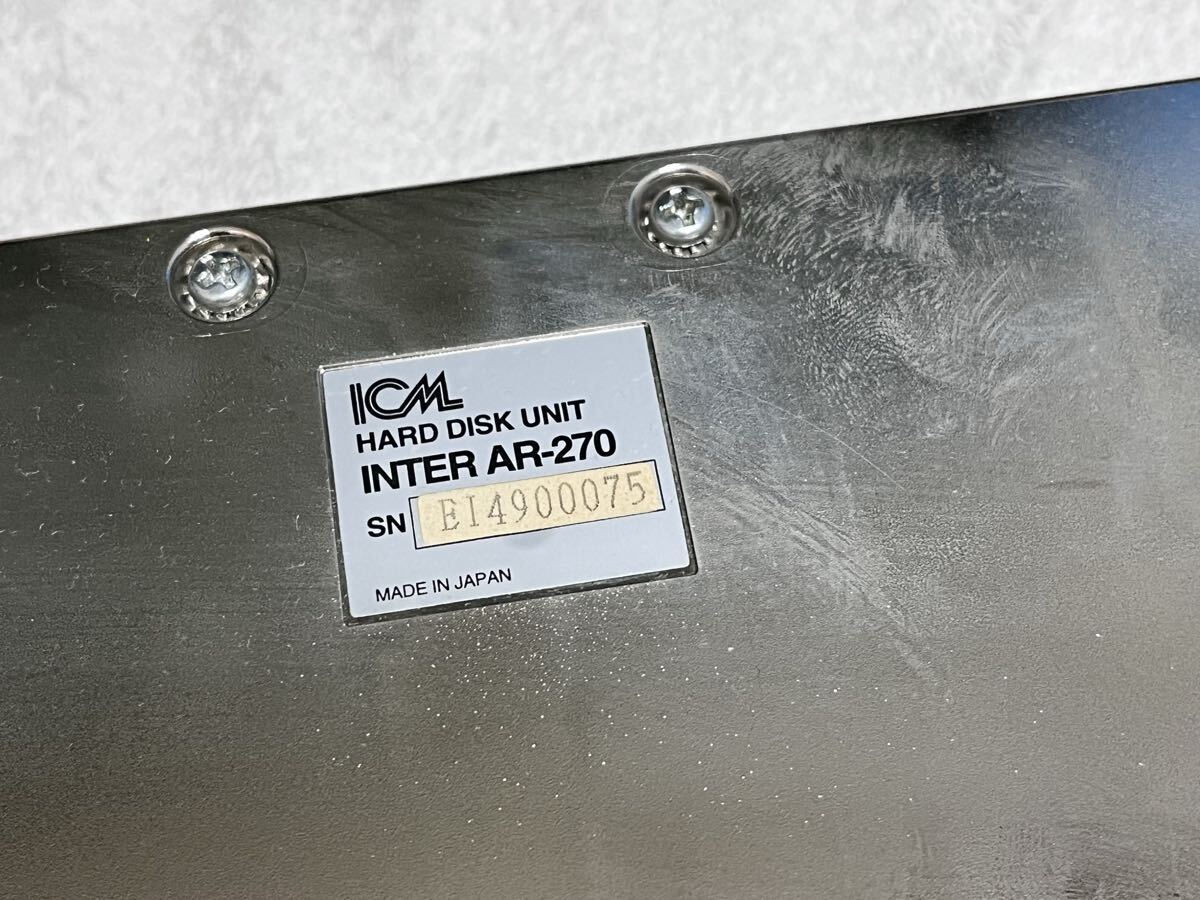 ICM
HARD DISK UNIT
INTER AR-270
SN EI4900075
MADE IN JAPAN